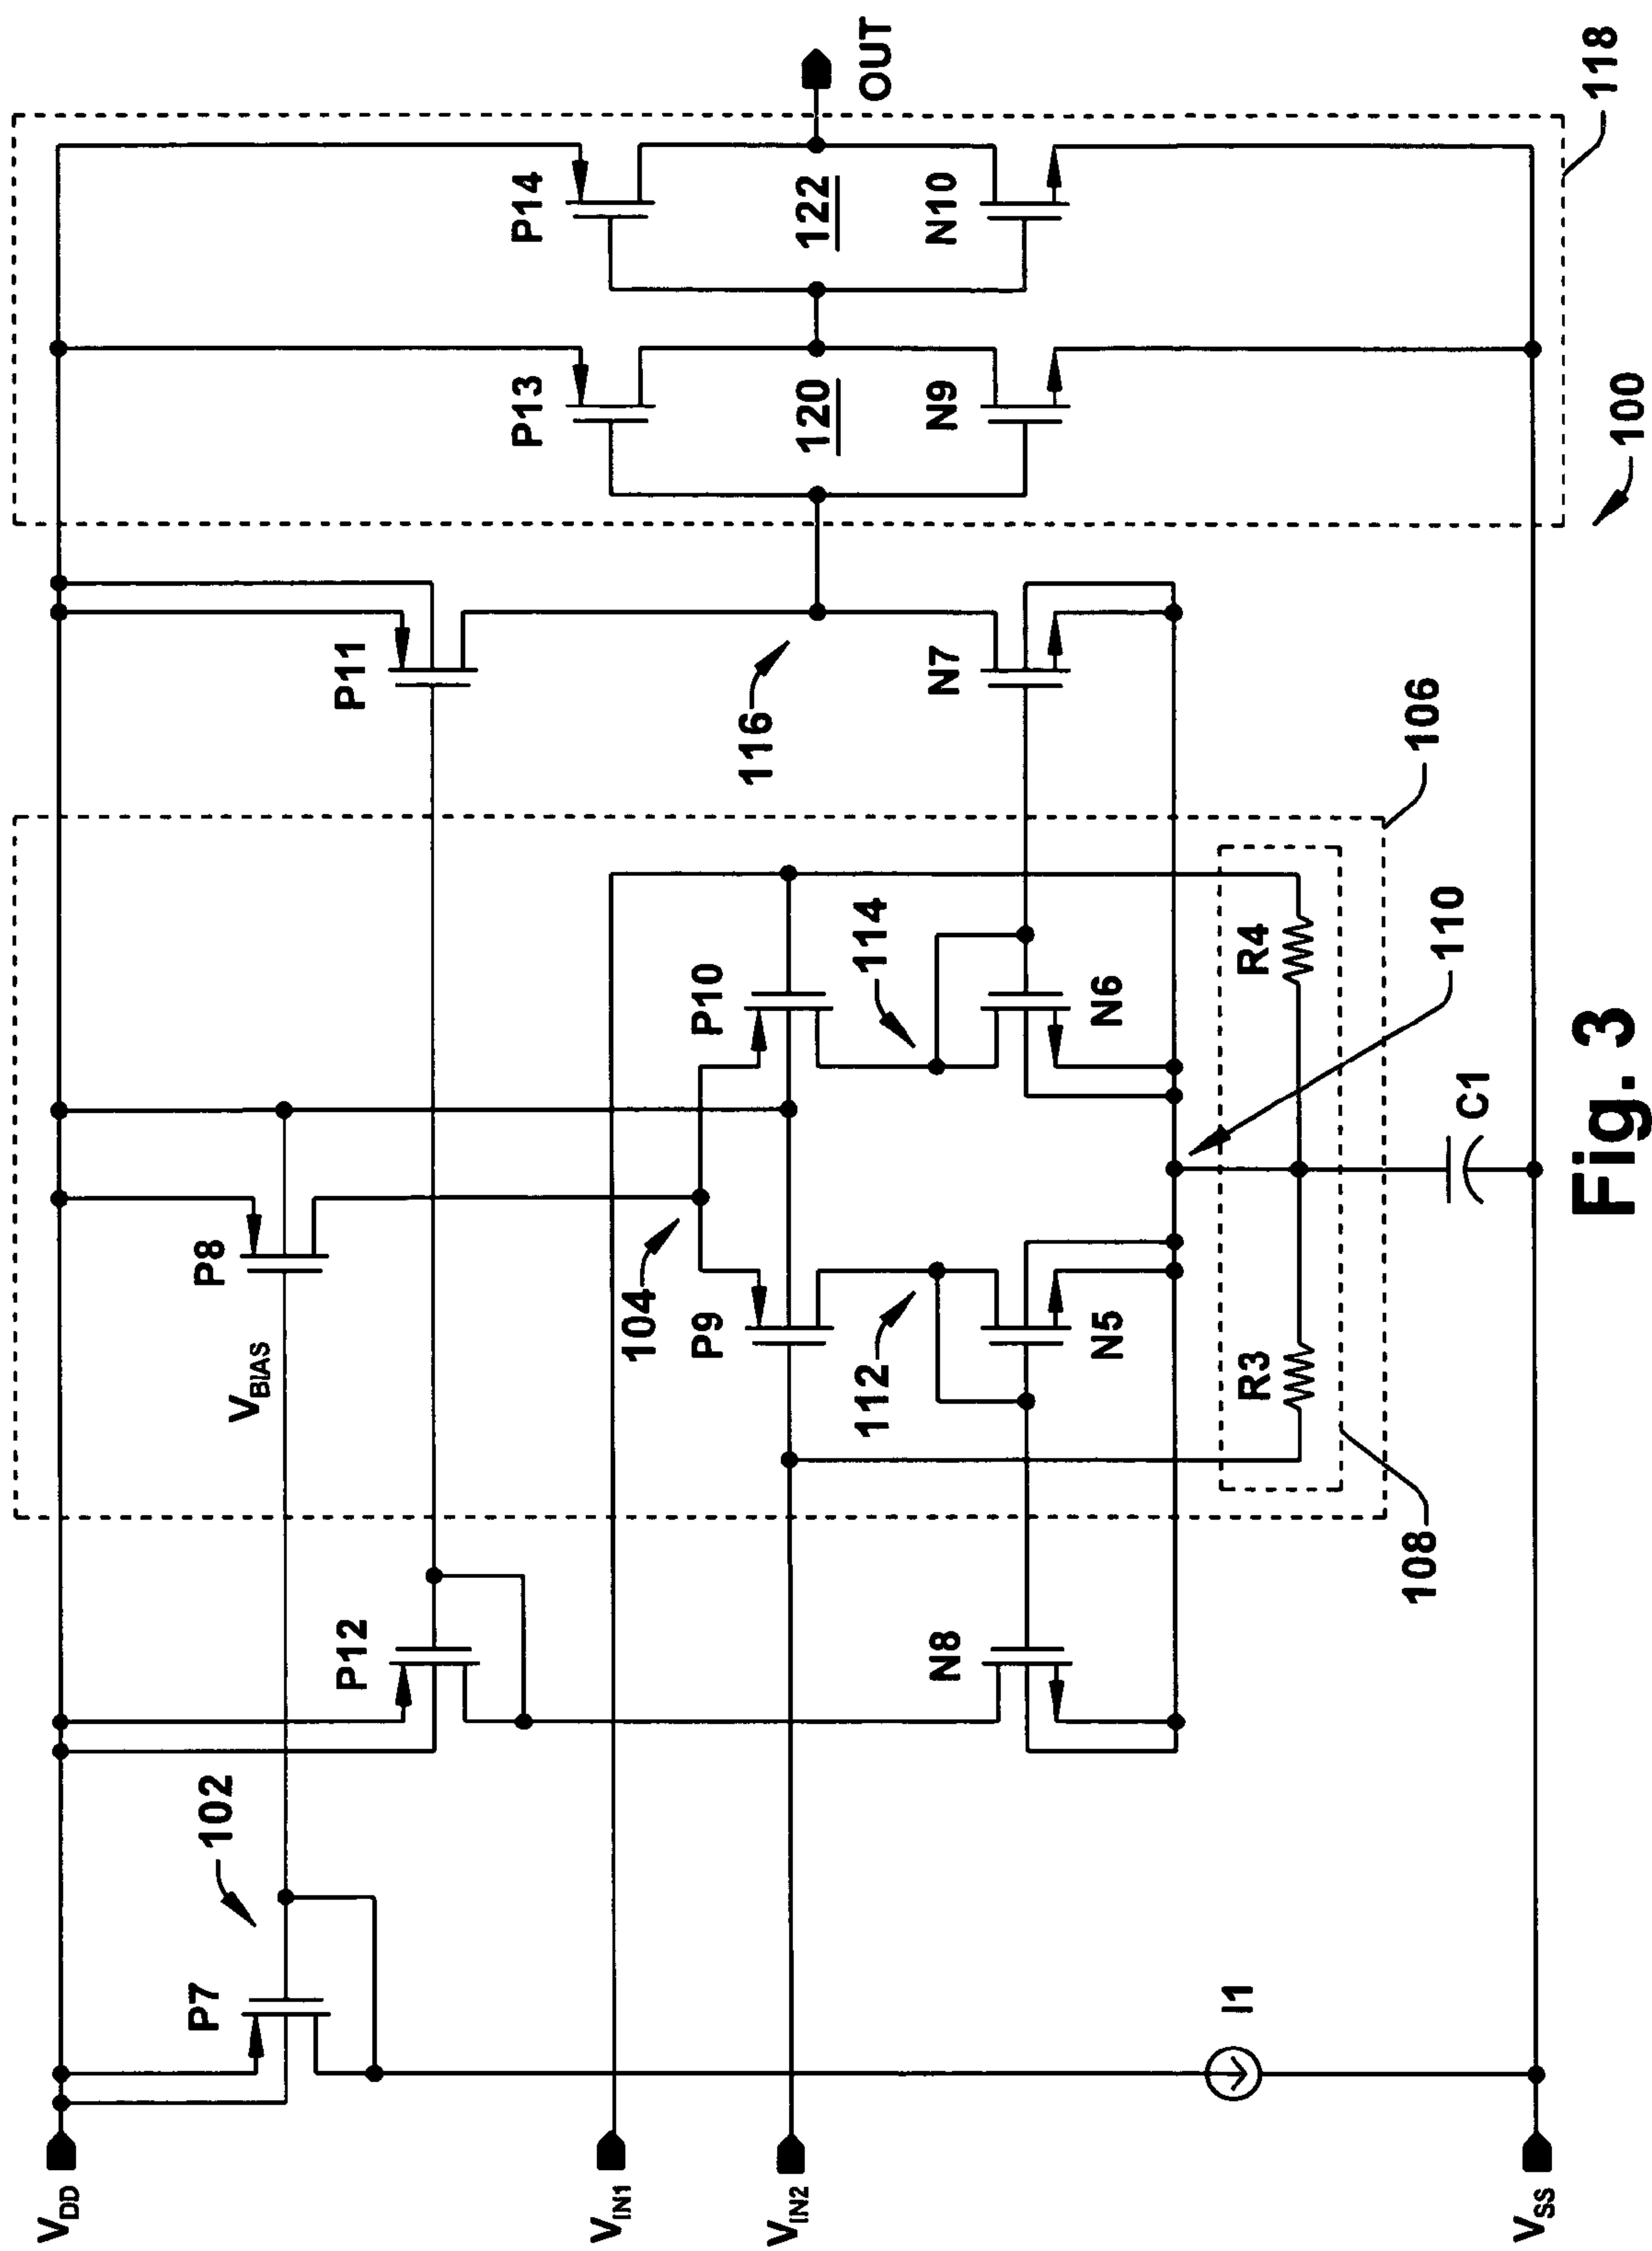 V_DD
V_IN1
V_IN2
V_SS
P7
102
I1
P12
N8
V_BIAS
P8
104
P9
P10
112
114
N5
N6
R3
R4
108
110
106
C1
P11
116
N7
P13
120
N9
P14
122
N10
OUT
118
100
Fig. 3